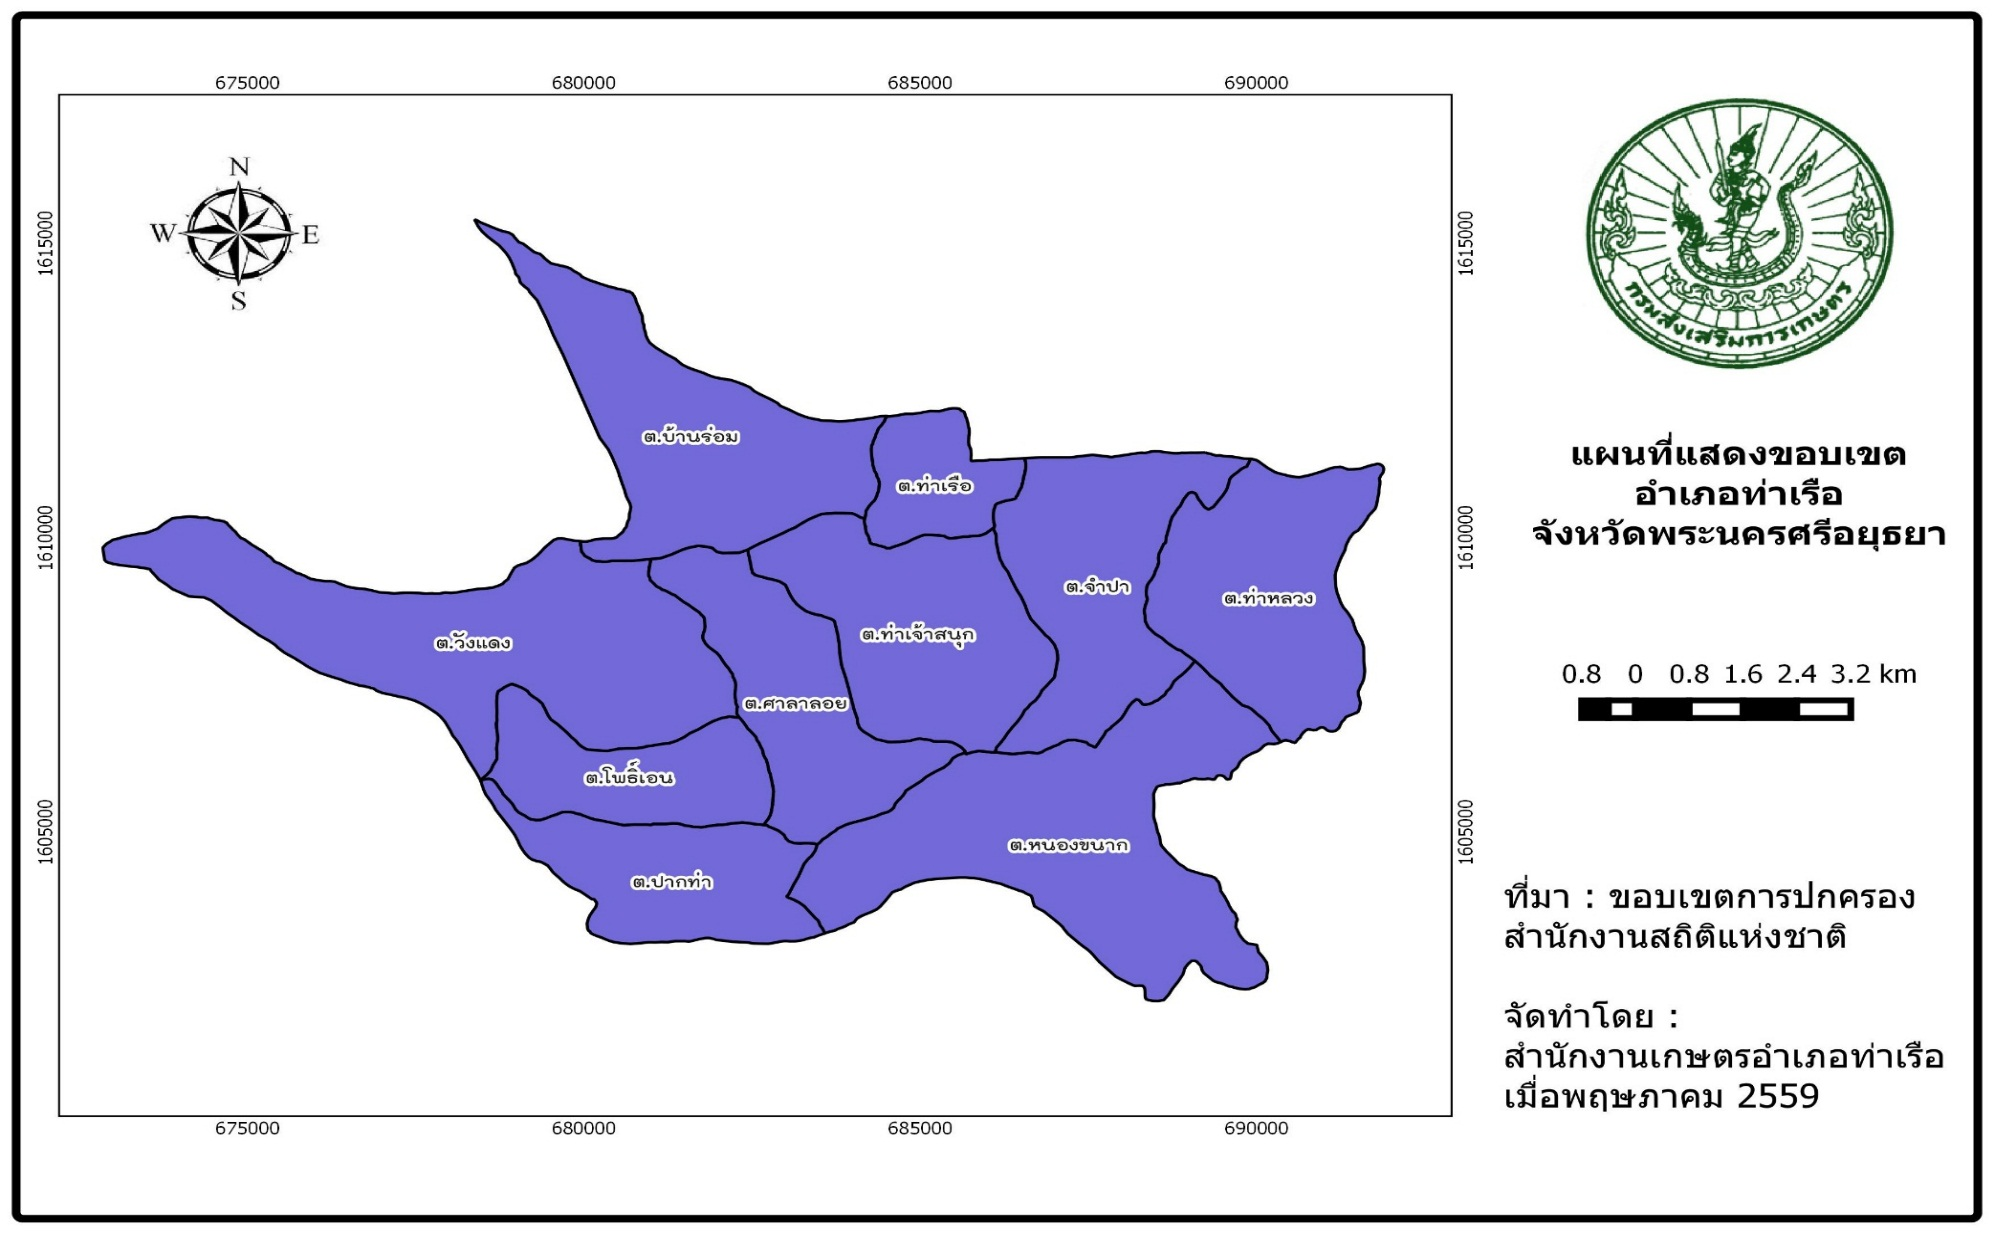 675000 680000 685000 690000
N
W E
S
1615000
1610000
1605000
1615000
1610000
1605000
ต.บ้านร่อม
ต.ท่าเรือ
ต.จำปา
ต.ท่าหลวง
ต.ท่าเจ้าสนุก
ต.วังแดง
ต.ศาลาลอย
ต.โพธิ์เอน
ต.หนองขนาก
ต.ปากท่า
675000 680000 685000 690000
กรมส่งเสริมการเกษตร
แผนที่แสดงขอบเขต
อำเภอท่าเรือ
จังหวัดพระนครศรีอยุธยา
0.8 0 0.8 1.6 2.4 3.2 km
ที่มา : ขอบเขตการปกครอง
สำนักงานสถิติแห่งชาติ
จัดทำโดย :
สำนักงานเกษตรอำเภอท่าเรือ
เมื่อพฤษภาคม 2559